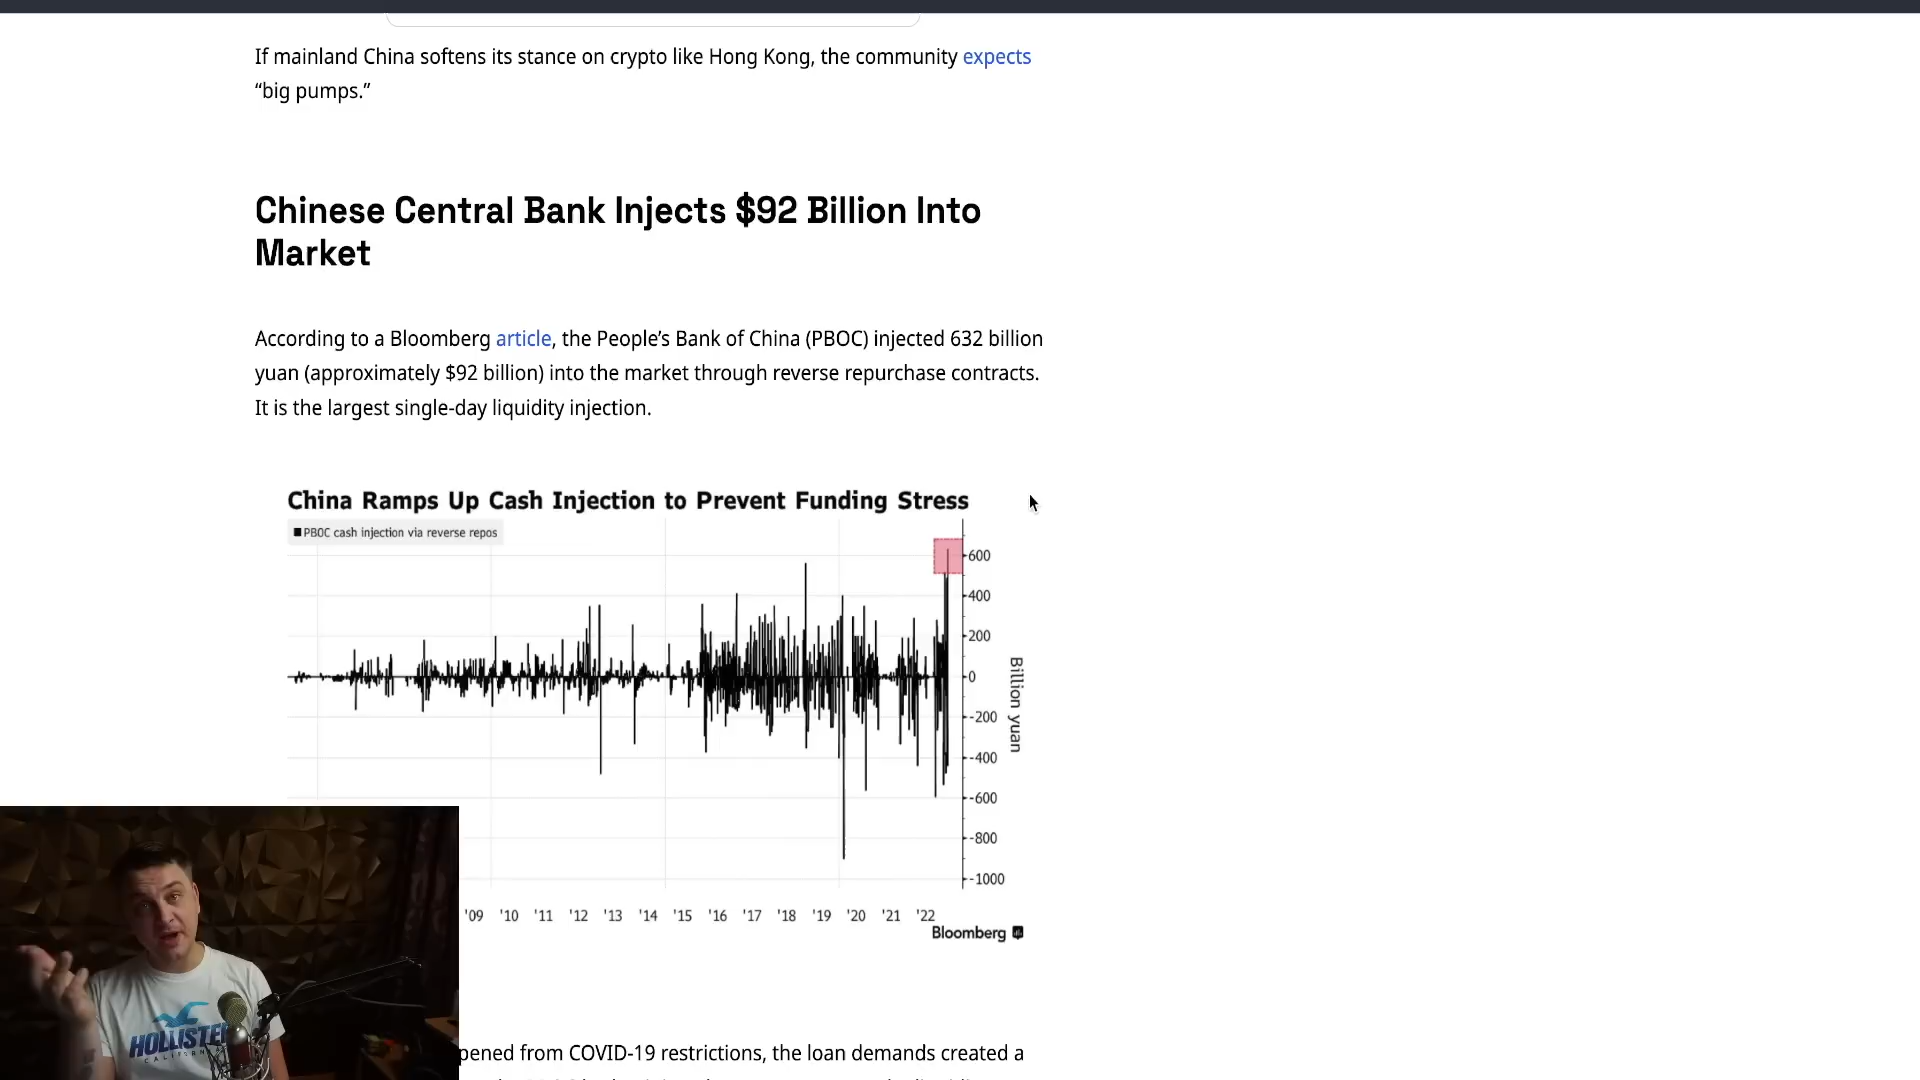 If mainland China softens its stance on crypto like Hong Kong, the community expects
“big pumps.”
Chinese Central Bank Injects $92 Billion Into
Market
According to a Bloomberg article, the People’s Bank of China (PBOC) injected 632 billion
yuan (approximately $92 billion) into the market through reverse repurchase contracts.
It is the largest single-day liquidity injection.
China Ramps Up Cash Injection to Prevent Funding Stress
PBOC cash injection via reverse repos
600
400
200
0
-200
-400
-600
-800
-1000
Billion yuan
'09 '10 '11 '12 '13 '14 '15 '16 '17 '18 '19 '20 '21 '22
Bloomberg
HOLLISTE
pened from COVID-19 restrictions, the loan demands created a